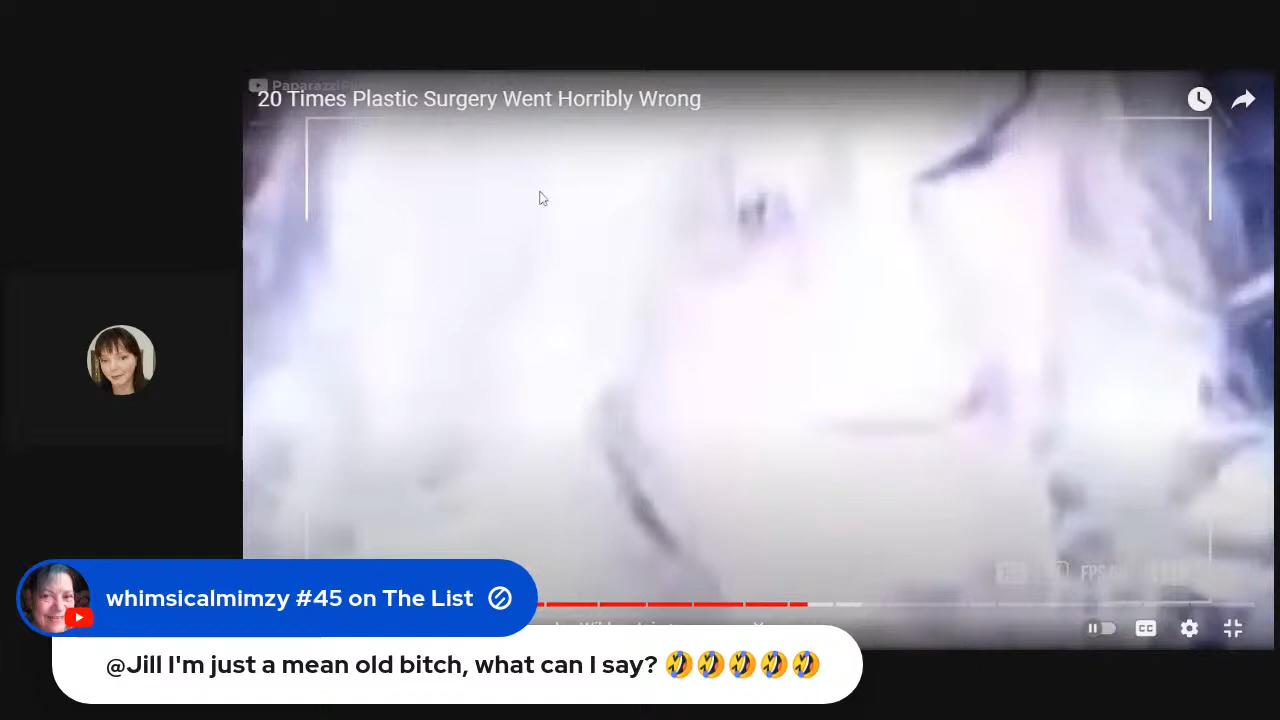 20 Times Plastic Surgery Went Horribly Wrong
CC
whimsicalmimzy #45 on The List
@Jill I'm just a mean old bitch, what can I say? 🤣🤣🤣🤣🤣